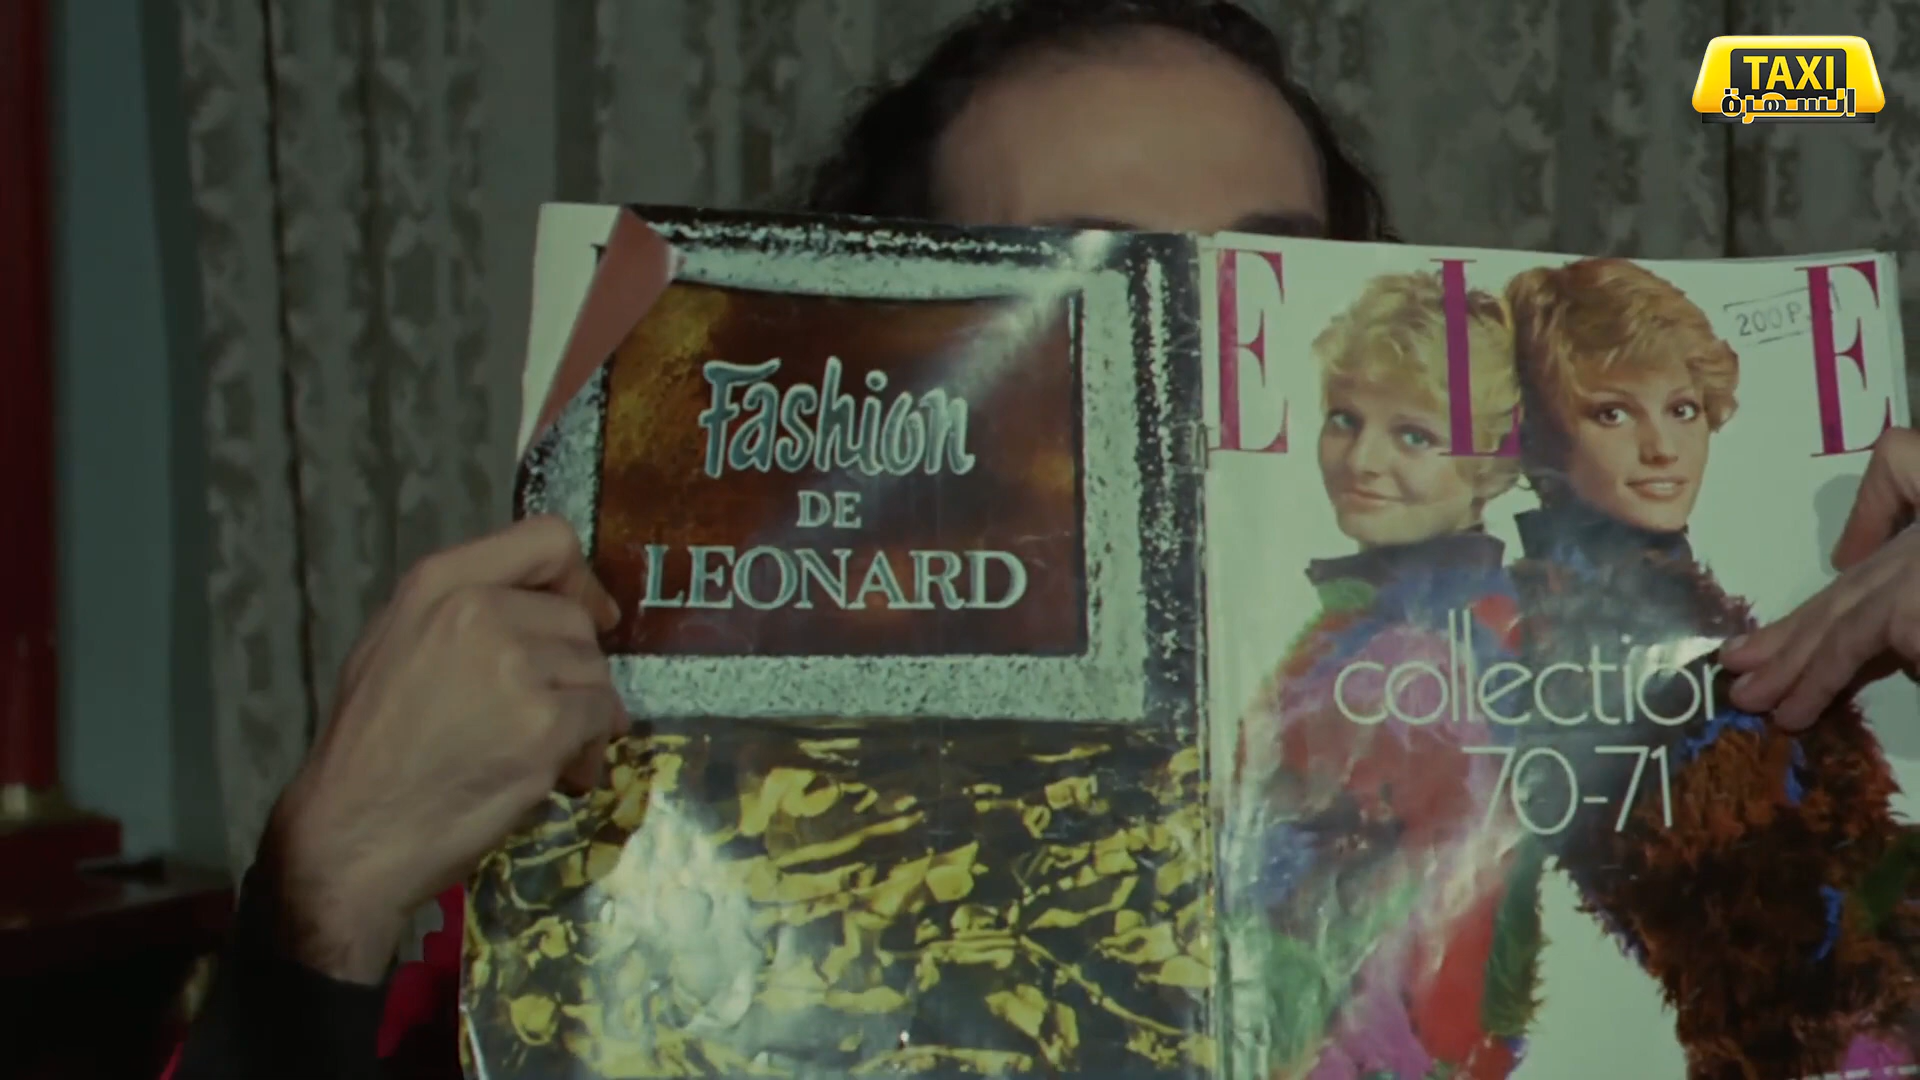 TAXI
السهرة
Fashion
DE
LEONARD
ELLE
200 P.
collection
70-71